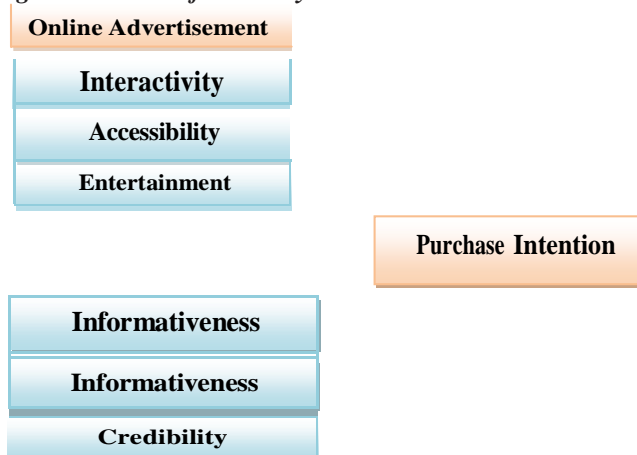 Online Advertisement
Interactivity
Accessibility
Entertainment
Purchase Intention
Informativeness
Informativeness
Credibility